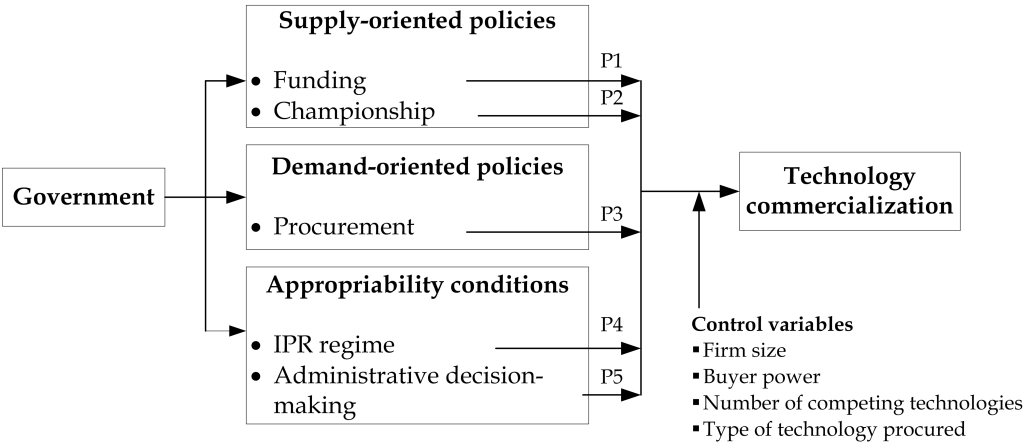 Supply-oriented policies
• Funding
P1
• Championship
P2
Government
Demand-oriented policies
• Procurement
P3
Appropriability conditions
• IPR regime
P4
• Administrative decision-
making
P5
Technology
commercialization
Control variables
▪ Firm size
▪ Buyer power
▪ Number of competing technologies
▪ Type of technology procured